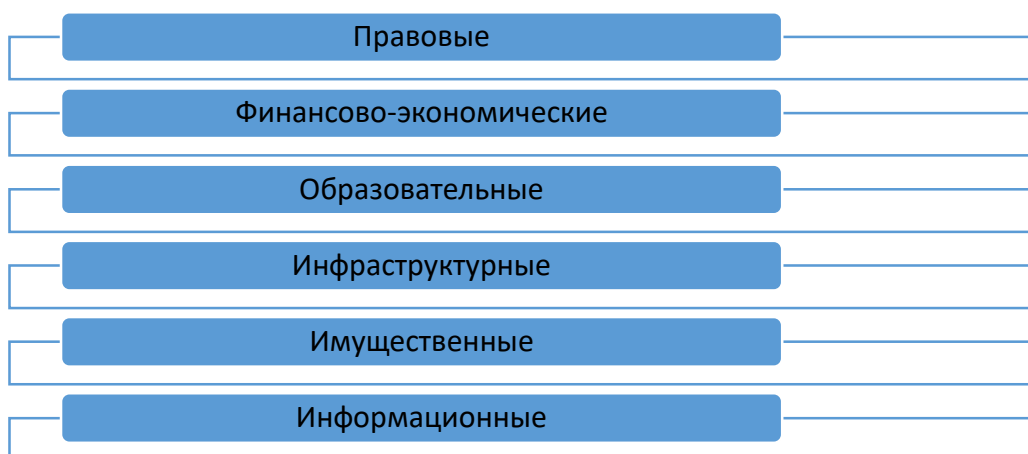 Правовые
Финансово-экономические
Образовательные
Инфраструктурные
Имущественные
Информационные